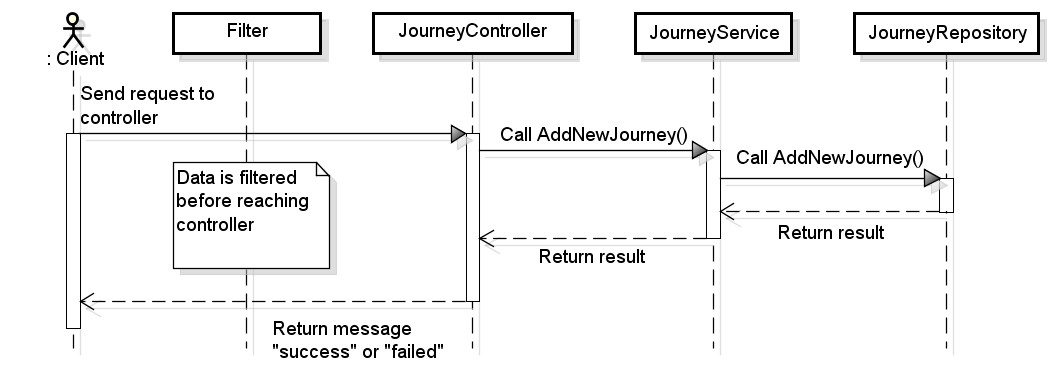 : Client
Filter
JourneyController
JourneyService
JourneyRepository
Send request to
controller
Call AddNewJourney()
Call AddNewJourney()
Data is filtered
before reaching
controller
Return result
Return result
Return message
"success" or "failed"